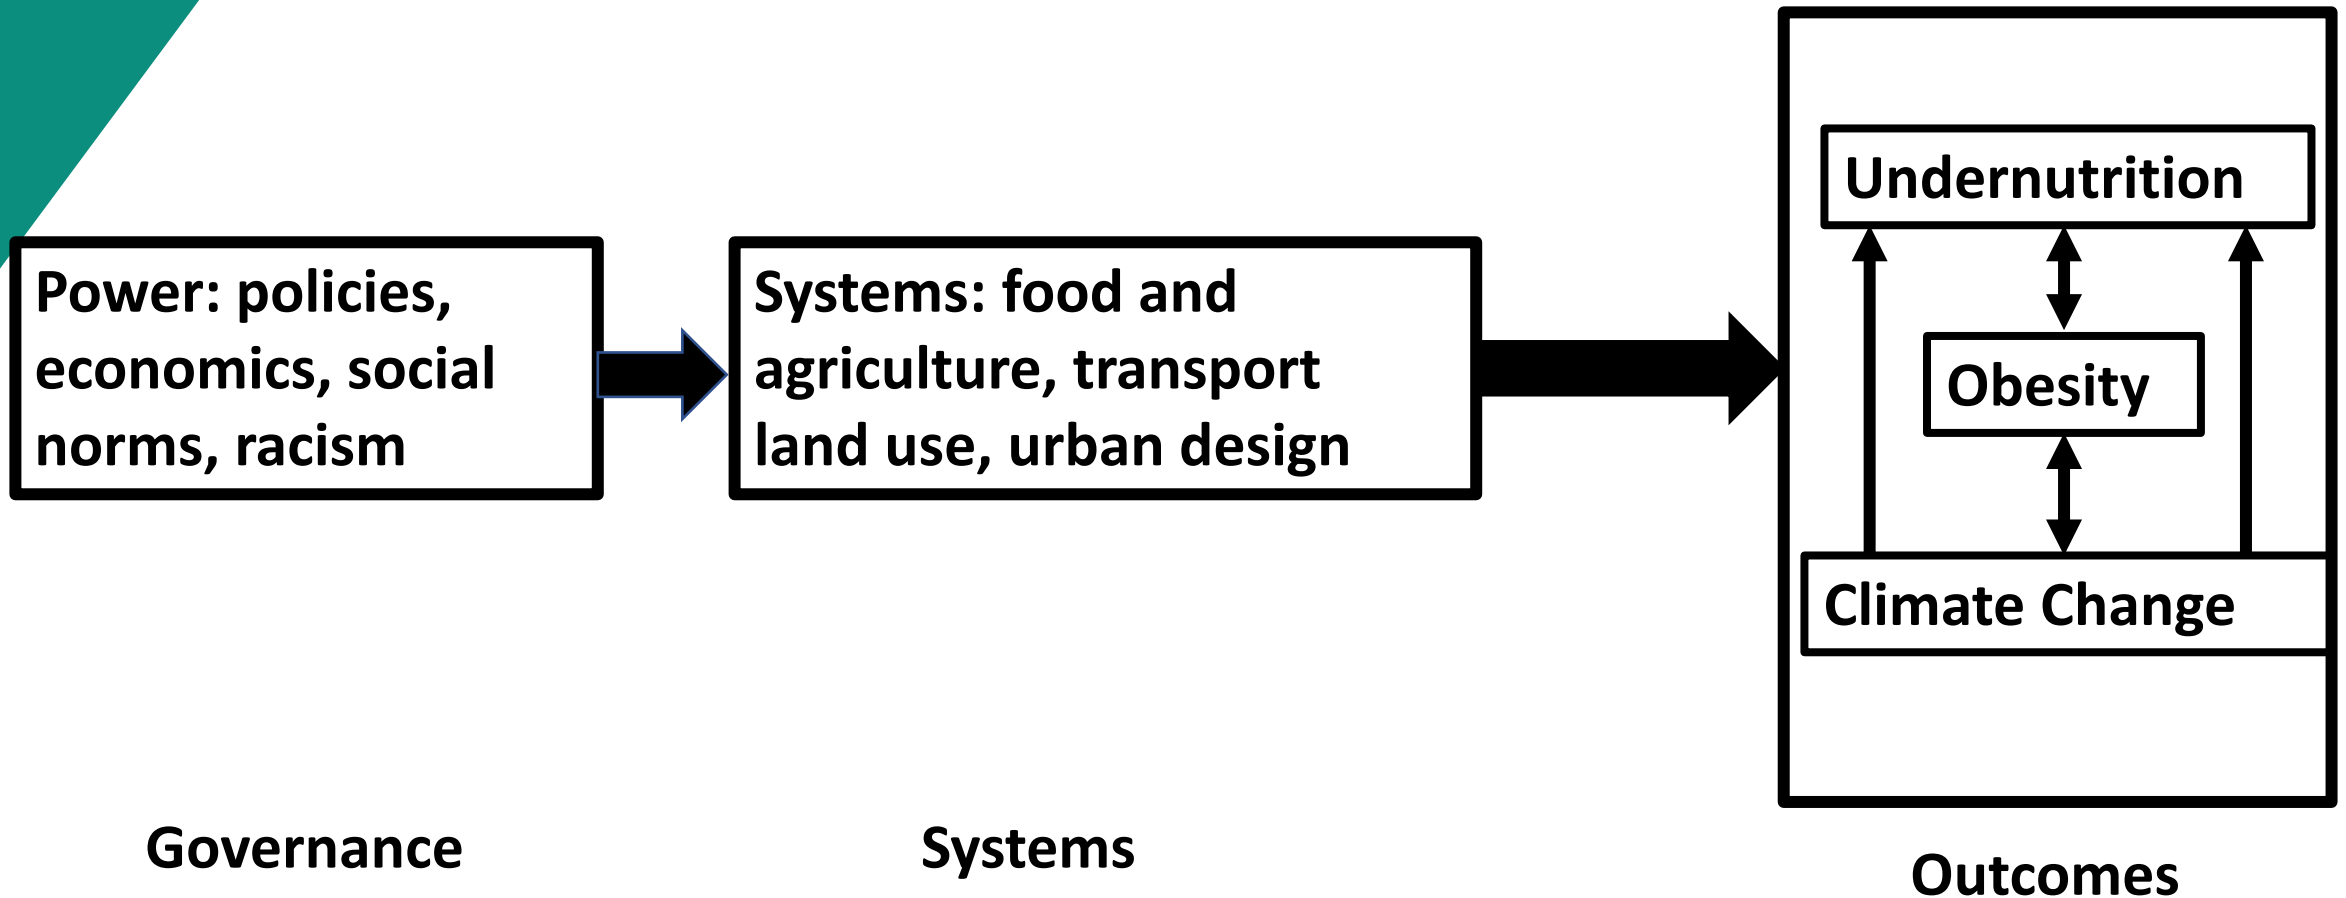 Power: policies,
economics, social
norms, racism
Systems: food and
agriculture, transport
land use, urban design
Undernutrition
Obesity
Climate Change
Governance
Systems
Outcomes